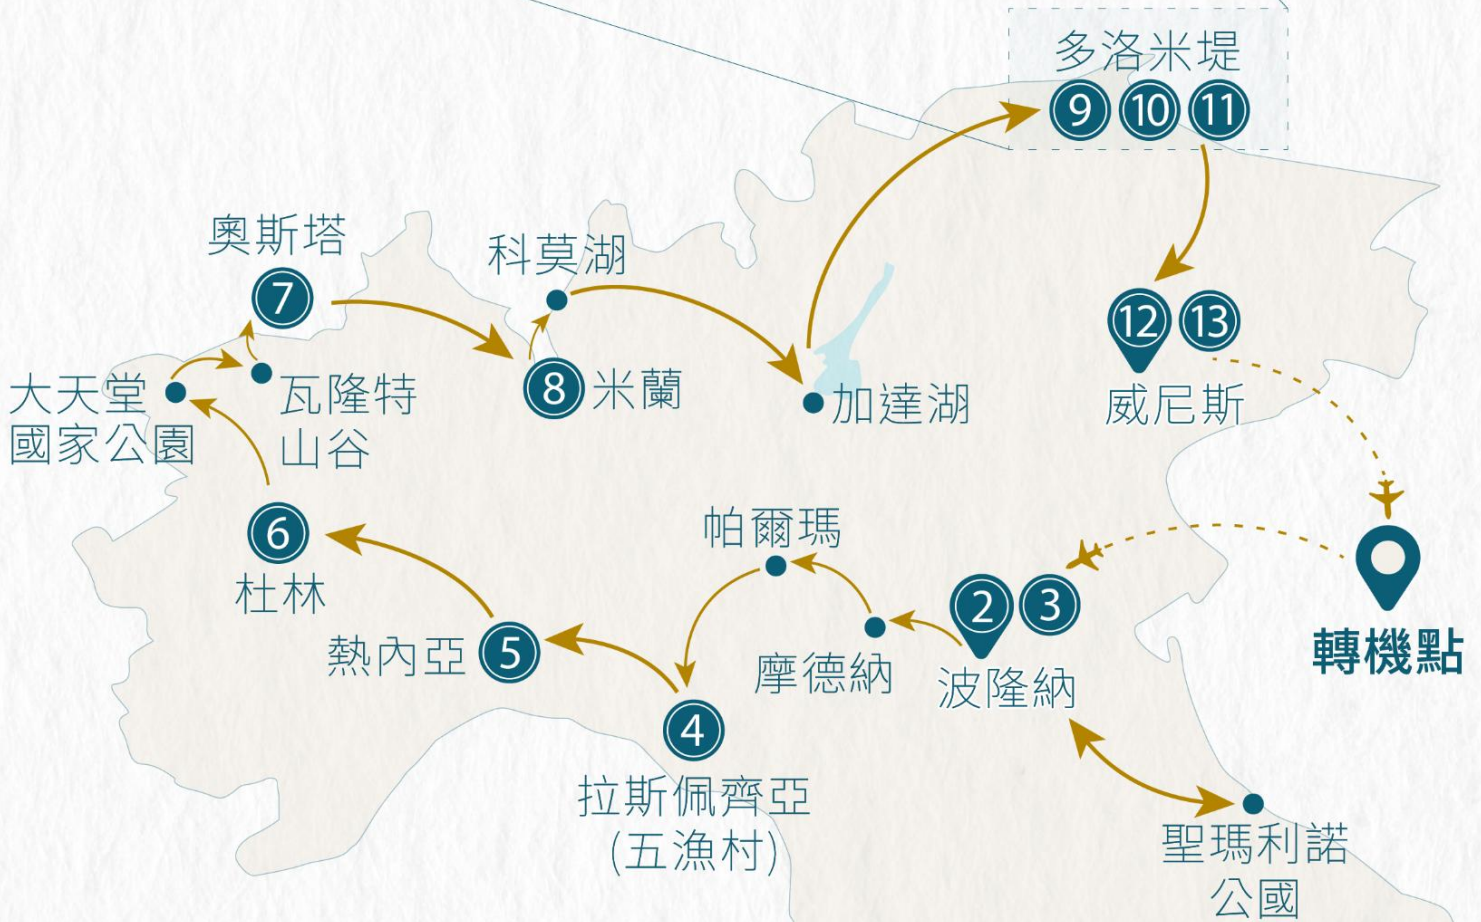 多洛米堤
9 10 11
奧斯塔
7
科莫湖
12 13
威尼斯
大天堂
國家公園
瓦隆特
山谷
8 米蘭
加達湖
6
杜林
帕爾瑪
2 3
波隆納
轉機點
熱內亞 5
摩德納
4
拉斯佩齊亞
(五漁村)
聖瑪利諾
公國